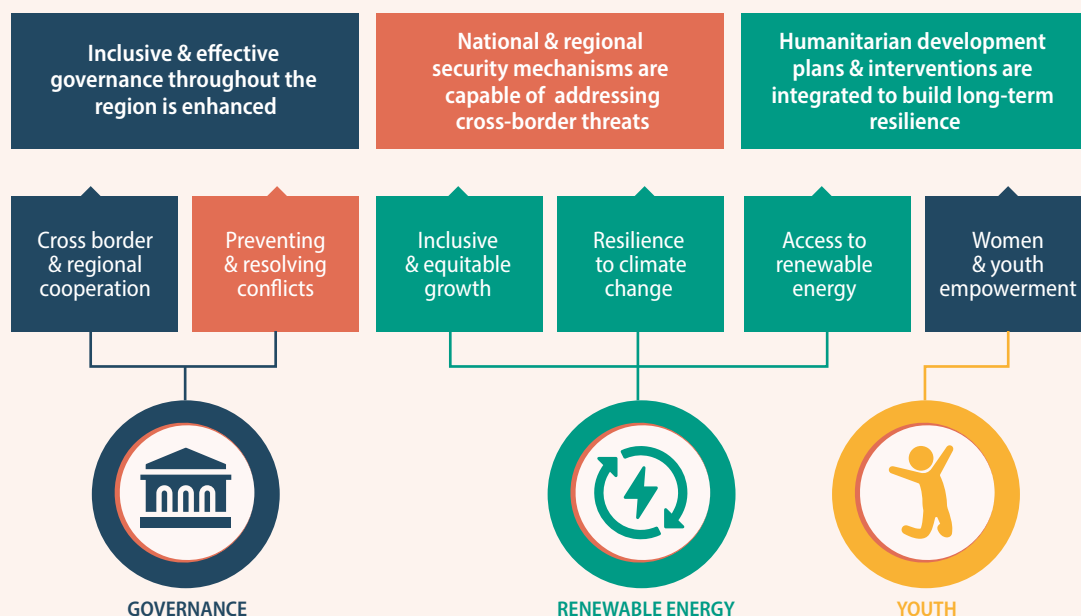 Inclusive & effective
governance throughout the
region is enhanced
National & regional
security mechanisms are
capable of addressing
cross-border threats
Humanitarian development
plans & interventions are
integrated to build long-term
resilience
Cross border
& regional
cooperation
Preventing
& resolving
conflicts
Inclusive
& equitable
growth
Resilience
to climate
change
Access to
renewable
energy
Women
& youth
empowerment
GOVERNANCE
RENEWABLE ENERGY
YOUTH